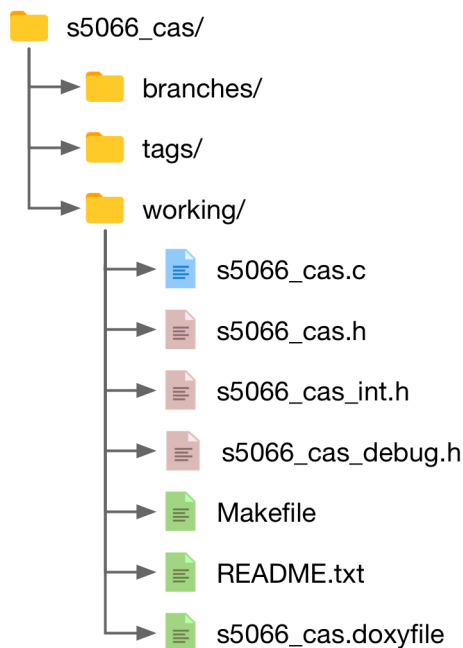 s5066_cas/
branches/
tags/
working/
s5066_cas.c
s5066_cas.h
s5066_cas_int.h
s5066_cas_debug.h
Makefile
README.txt
s5066_cas.doxyfile